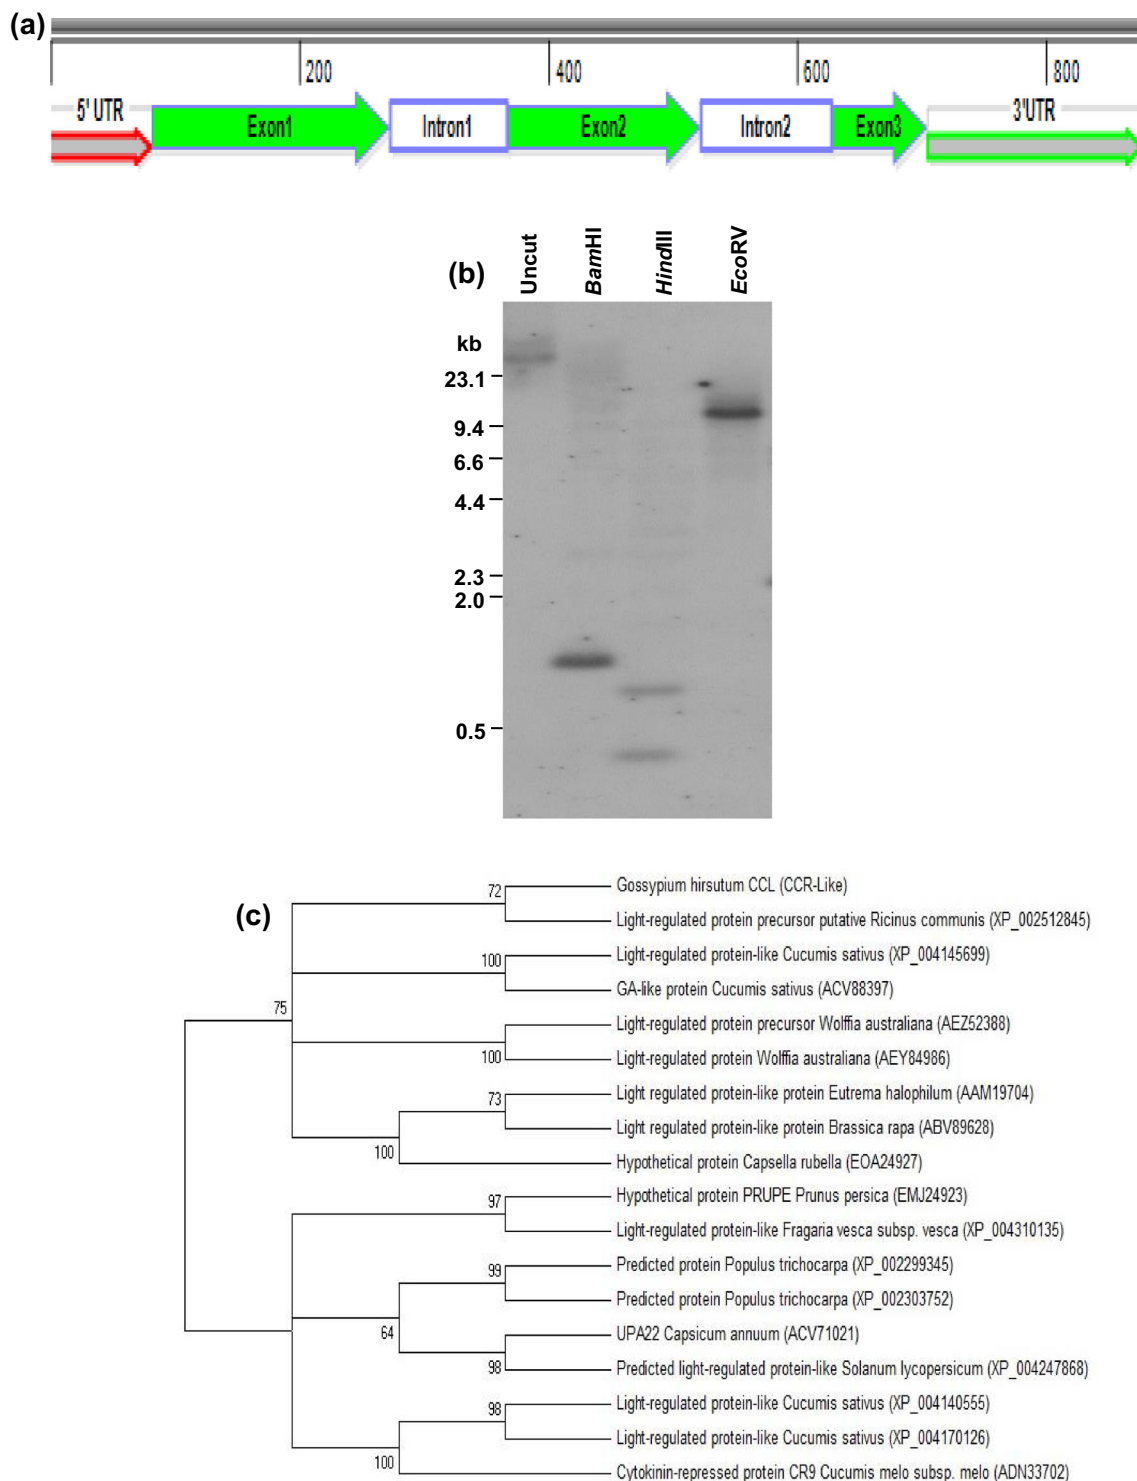 (a)
200 400 600 800
5' UTR Exon1 Intron1 Exon2 Intron2 Exon3 3'UTR
(b)
Uncut BamHI HindIII EcoRV
kb
23.1
9.4
6.6
4.4
2.3
2.0
0.5
(c)
72 Gossypium hirsutum CCL (CCR-Like)
Light-regulated protein precursor putative Ricinus communis (XP_002512845)
100 Light-regulated protein-like Cucumis sativus (XP_004145699)
GA-like protein Cucumis sativus (ACV88397)
75 Light-regulated protein precursor Wolffia australiana (AEZ52388)
100 Light-regulated protein Wolffia australiana (AEY84986)
73 Light regulated protein-like protein Eutrema halophilum (AAM19704)
Light regulated protein-like protein Brassica rapa (ABV89628)
100 Hypothetical protein Capsella rubella (EOA24927)
97 Hypothetical protein PRUPE Prunus persica (EMJ24923)
Light-regulated protein-like Fragaria vesca subsp. vesca (XP_004310135)
99 Predicted protein Populus trichocarpa (XP_002299345)
Predicted protein Populus trichocarpa (XP_002303752)
64 UPA22 Capsicum annuum (ACV71021)
98 Predicted light-regulated protein-like Solanum lycopersicum (XP_004247868)
98 Light-regulated protein-like Cucumis sativus (XP_004140555)
Light-regulated protein-like Cucumis sativus (XP_004170126)
100 Cytokinin-repressed protein CR9 Cucumis melo subsp. melo (ADN33702)